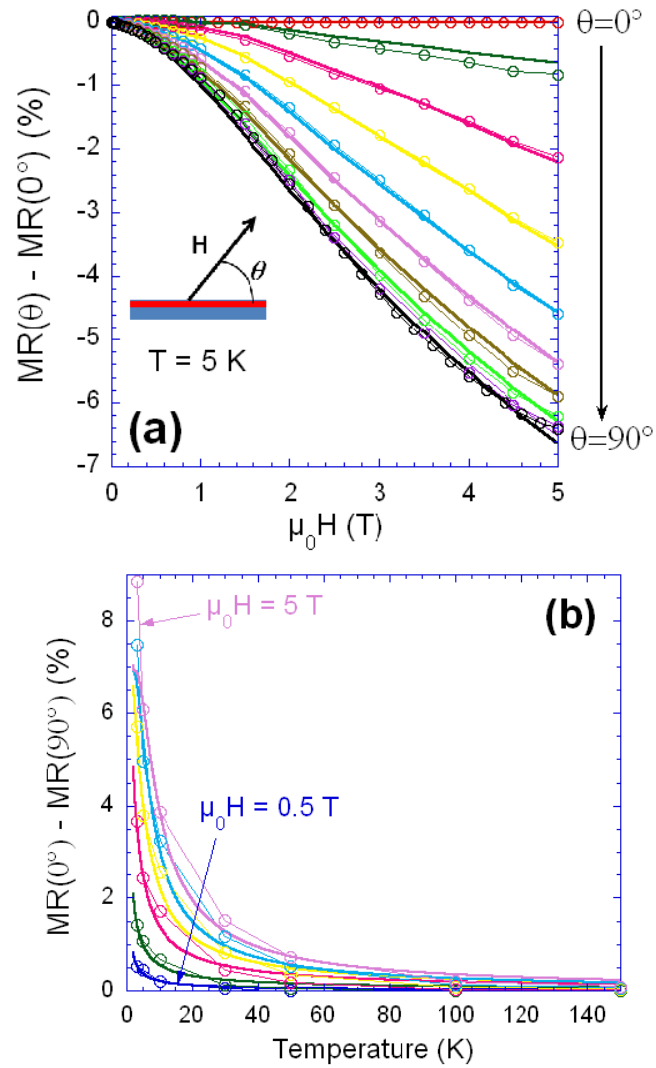 0
-1
-2
-3
-4
-5
-6
-7
MR(θ) - MR(0°) (%)
θ=0°
H
θ
T = 5 K
(a)
θ=90°
0 1 2 3 4 5
μ₀H (T)
8
6
4
2
0
MR(0°) - MR(90°) (%)
μ₀H = 5 T
(b)
μ₀H = 0.5 T
0 20 40 60 80 100 120 140
Temperature (K)